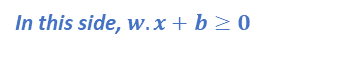 In this side, w.x + b ≥ 0